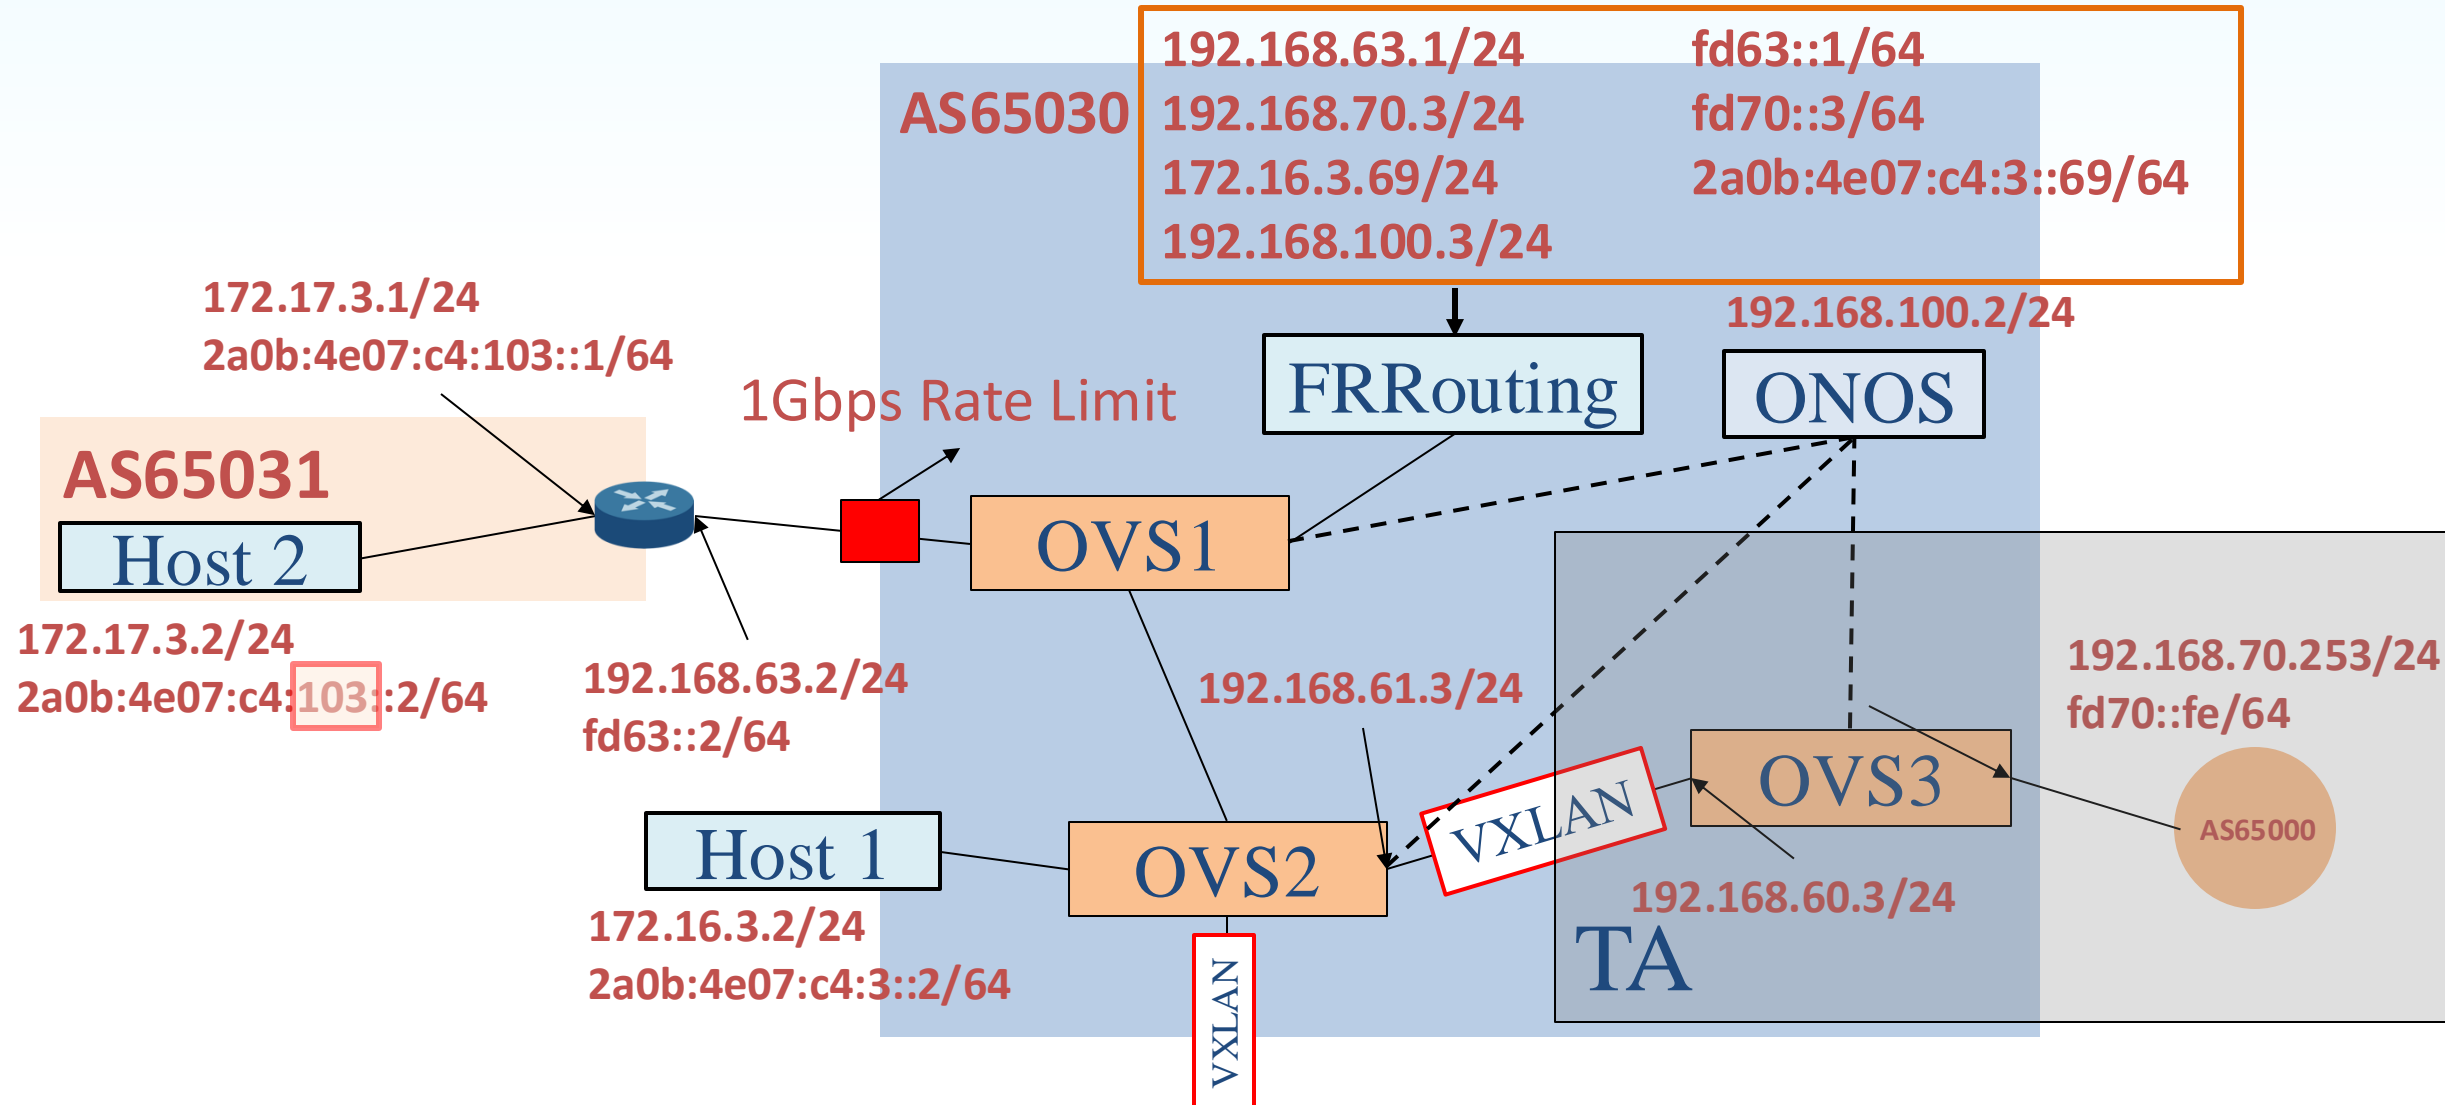 192.168.63.1/24
fd63::1/64
AS65030
192.168.70.3/24
fd70::3/64
172.16.3.69/24
2a0b:4e07:c4:3::69/64
192.168.100.3/24
172.17.3.1/24
2a0b:4e07:c4:103::1/64
192.168.100.2/24
1Gbps Rate Limit
FRRouting
ONOS
AS65031
Host 2
OVS1
172.17.3.2/24
2a0b:4e07:c4:103::2/64
192.168.63.2/24
fd63::2/64
192.168.61.3/24
192.168.70.253/24
fd70::fe/64
OVS3
VXLAN
AS65000
Host 1
OVS2
192.168.60.3/24
172.16.3.2/24
2a0b:4e07:c4:3::2/64
TA
VXLAN